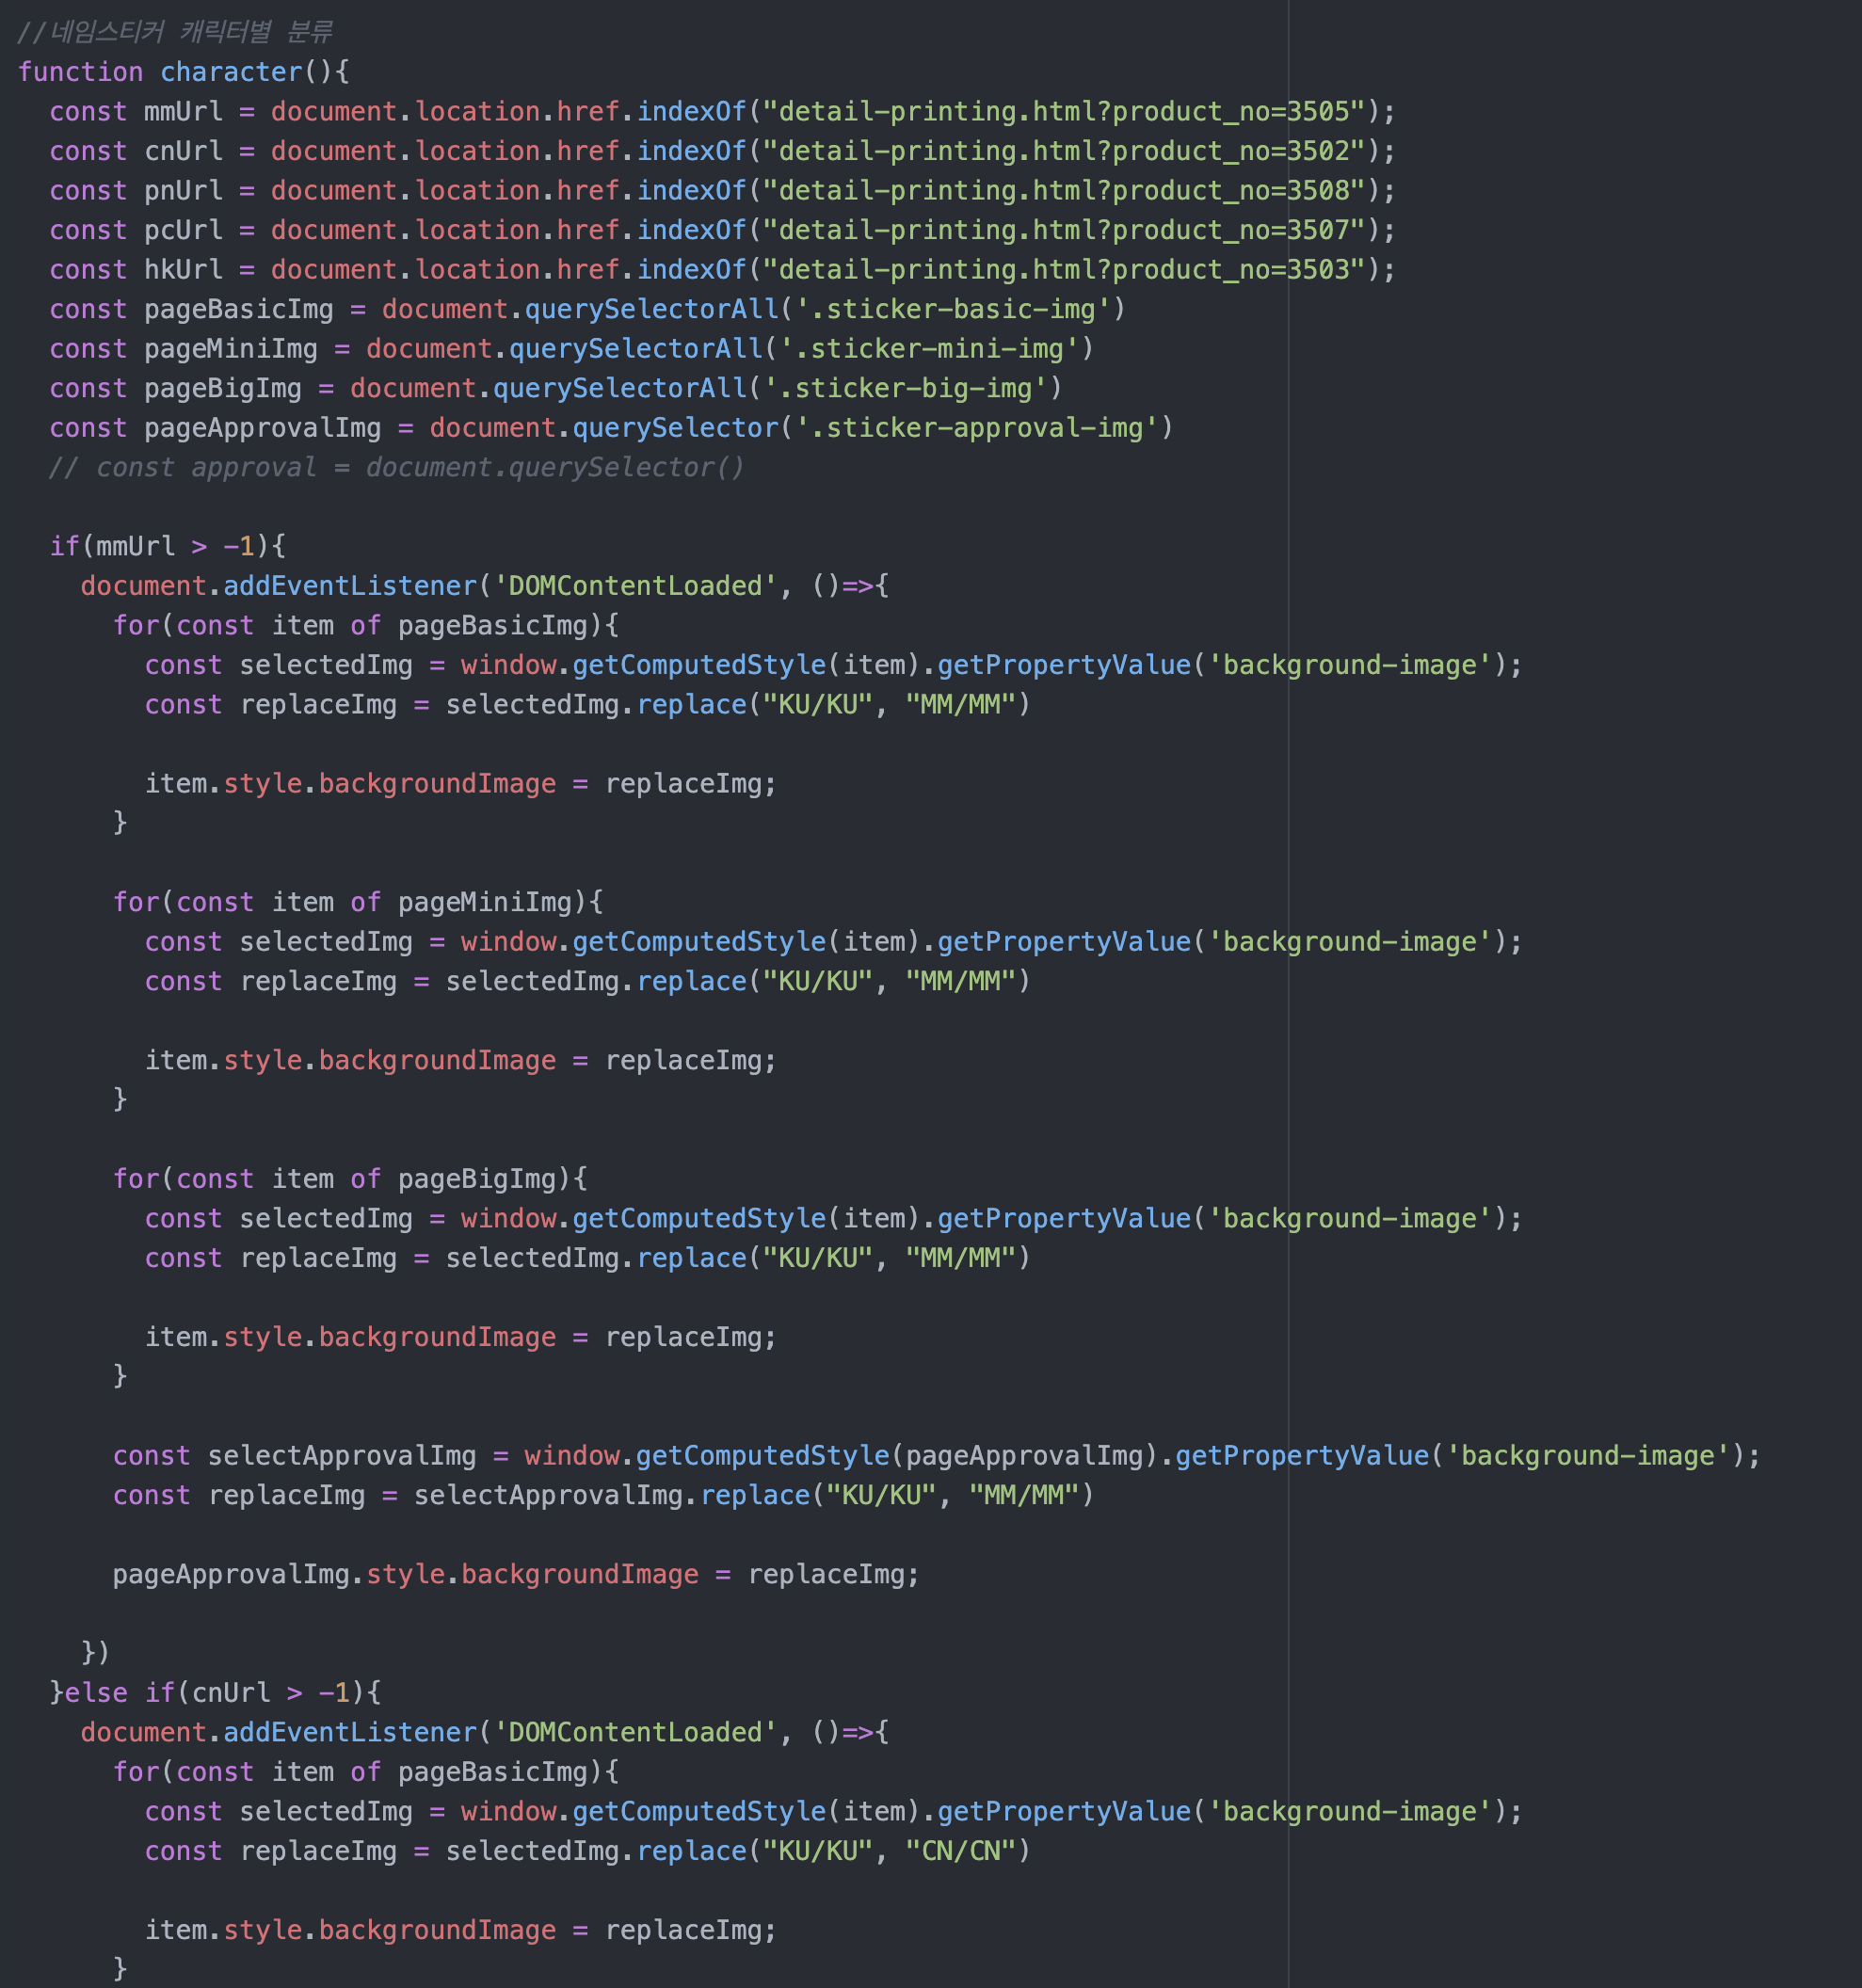 //네임스티커 캐릭터별 분류
function character(){
  const mmUrl = document.location.href.indexOf("detail-printing.html?product_no=3505");
  const cnUrl = document.location.href.indexOf("detail-printing.html?product_no=3502");
  const pnUrl = document.location.href.indexOf("detail-printing.html?product_no=3508");
  const pcUrl = document.location.href.indexOf("detail-printing.html?product_no=3507");
  const hkUrl = document.location.href.indexOf("detail-printing.html?product_no=3503");
  const pageBasicImg = document.querySelectorAll('.sticker-basic-img')
  const pageMiniImg = document.querySelectorAll('.sticker-mini-img')
  const pageBigImg = document.querySelectorAll('.sticker-big-img')
  const pageApprovalImg = document.querySelector('.sticker-approval-img')
  // const approval = document.querySelector()

  if(mmUrl > -1){
    document.addEventListener('DOMContentLoaded', ()=>{
      for(const item of pageBasicImg){
        const selectedImg = window.getComputedStyle(item).getPropertyValue('background-image');
        const replaceImg = selectedImg.replace("KU/KU", "MM/MM")

        item.style.backgroundImage = replaceImg;
      }

      for(const item of pageMiniImg){
        const selectedImg = window.getComputedStyle(item).getPropertyValue('background-image');
        const replaceImg = selectedImg.replace("KU/KU", "MM/MM")

        item.style.backgroundImage = replaceImg;
      }

      for(const item of pageBigImg){
        const selectedImg = window.getComputedStyle(item).getPropertyValue('background-image');
        const replaceImg = selectedImg.replace("KU/KU", "MM/MM")

        item.style.backgroundImage = replaceImg;
      }

      const selectApprovalImg = window.getComputedStyle(pageApprovalImg).getPropertyValue('background-image');
      const replaceImg = selectApprovalImg.replace("KU/KU", "MM/MM")

      pageApprovalImg.style.backgroundImage = replaceImg;

    })
  }else if(cnUrl > -1){
    document.addEventListener('DOMContentLoaded', ()=>{
      for(const item of pageBasicImg){
        const selectedImg = window.getComputedStyle(item).getPropertyValue('background-image');
        const replaceImg = selectedImg.replace("KU/KU", "CN/CN")

        item.style.backgroundImage = replaceImg;
      }